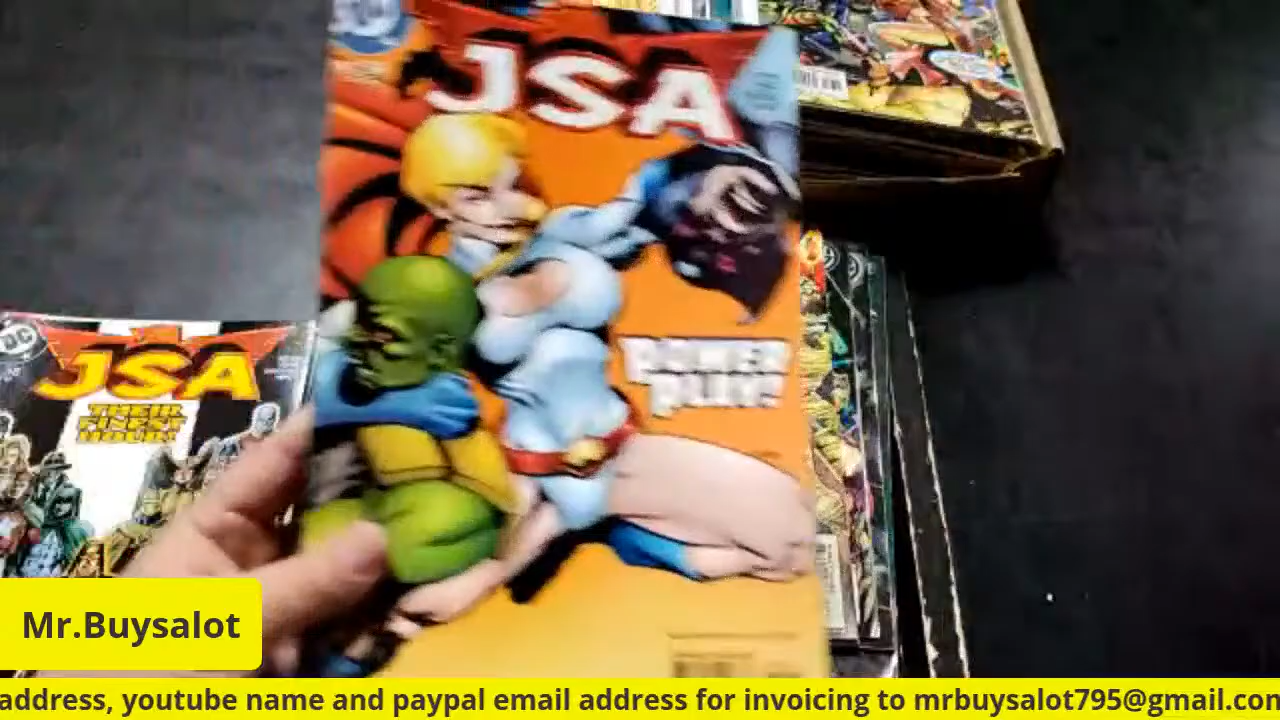 JSA
POWER
PLAY!
DC
JSA
THEIR
FINEST
HOUR!
Mr.Buysalot
address, youtube name and paypal email address for invoicing to mrbuysalot795@gmail.con